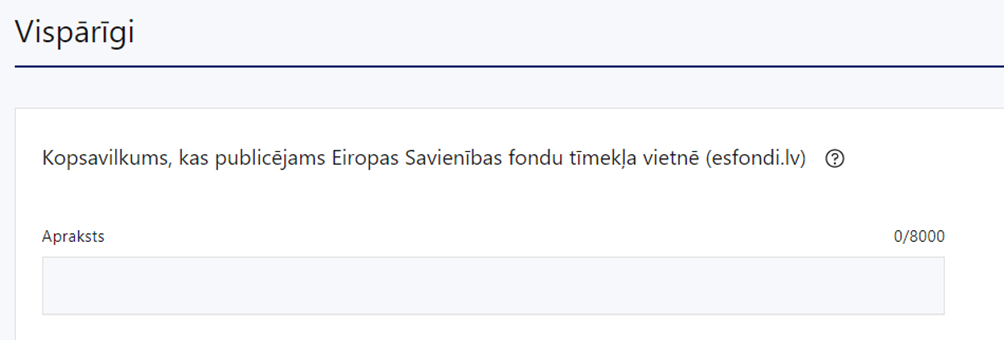 Vispārīgi
Kopsavilkums, kas publicējams Eiropas Savienības fondu tīmekļa vietnē (esfondi.lv) ?
Apraksts 0/8000